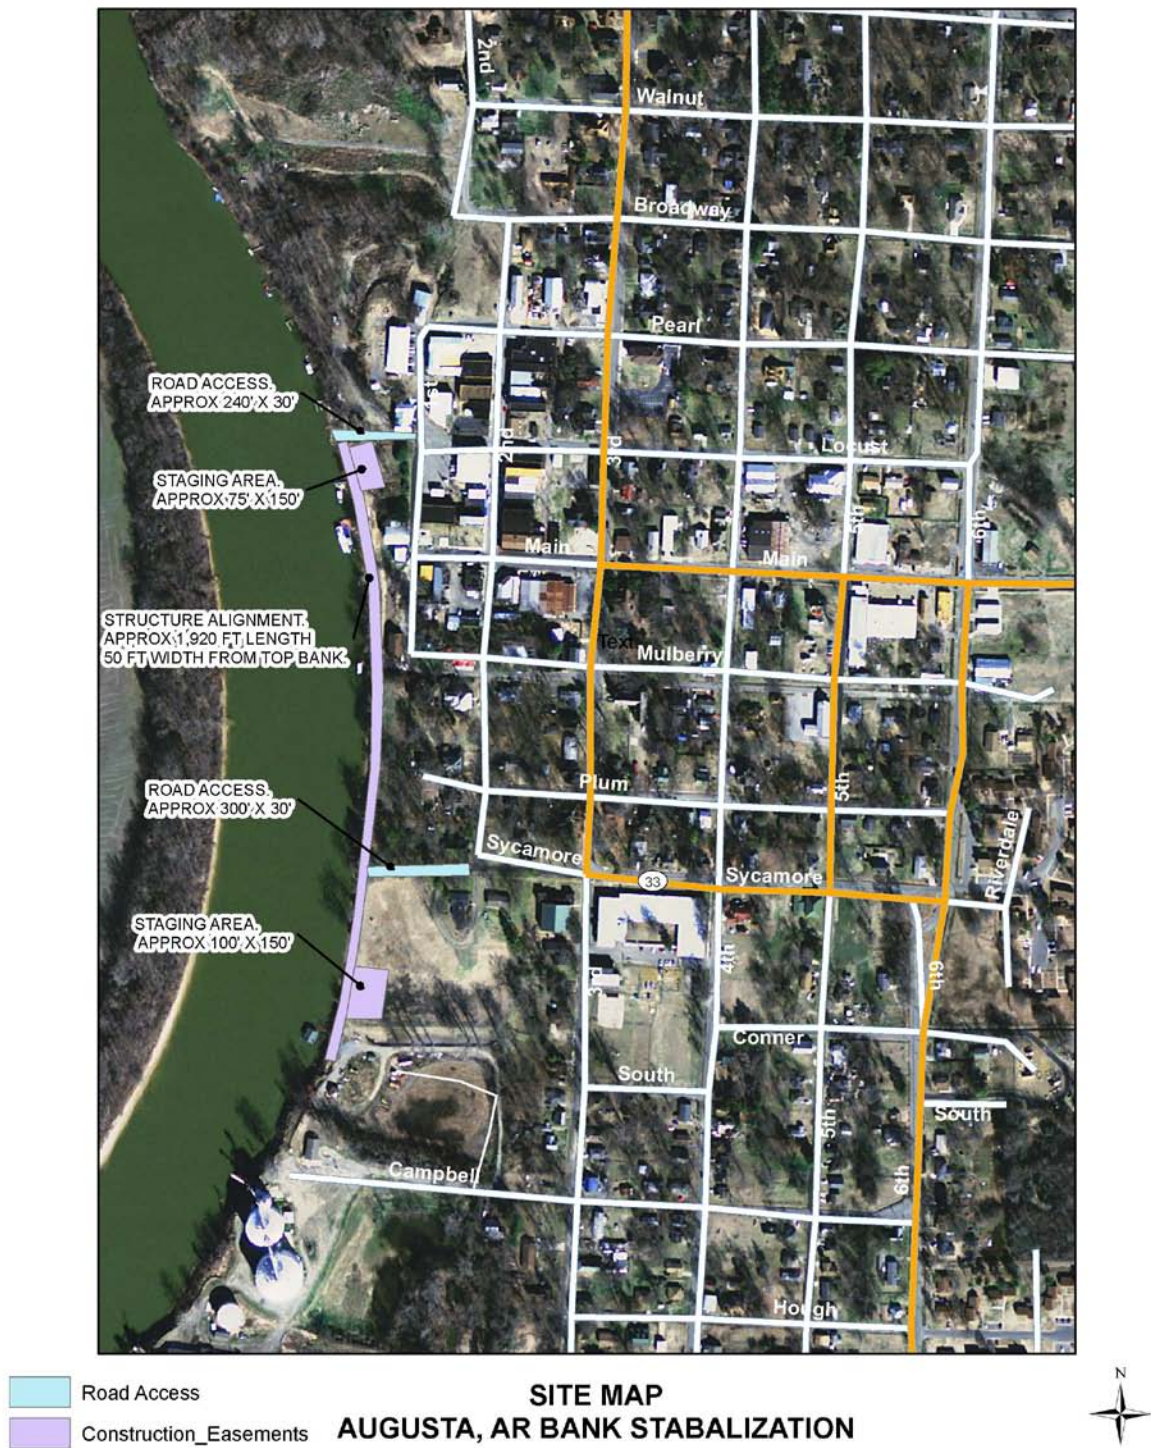 2nd
Walnut
Broadway
Pearl
ROAD ACCESS.
APPROX 240' X 30'
1st
2nd
3rd
Locust
STAGING AREA.
APPROX 75' X 150'
5th
6th
Main
Main
STRUCTURE ALIGNMENT.
APPROX 1,920 FT LENGTH
50 FT WIDTH FROM TOP BANK.
Text
Mulberry
ROAD ACCESS.
APPROX 300' X 30'
Plum
5th
Riverdale
Sycamore
33
Sycamore
STAGING AREA.
APPROX 100' X 150'
3rd
4th
6th
Conner
South
South
5th
6th
Campbell
Hough
Road Access
Construction_Easements
SITE MAP
AUGUSTA, AR BANK STABALIZATION
N